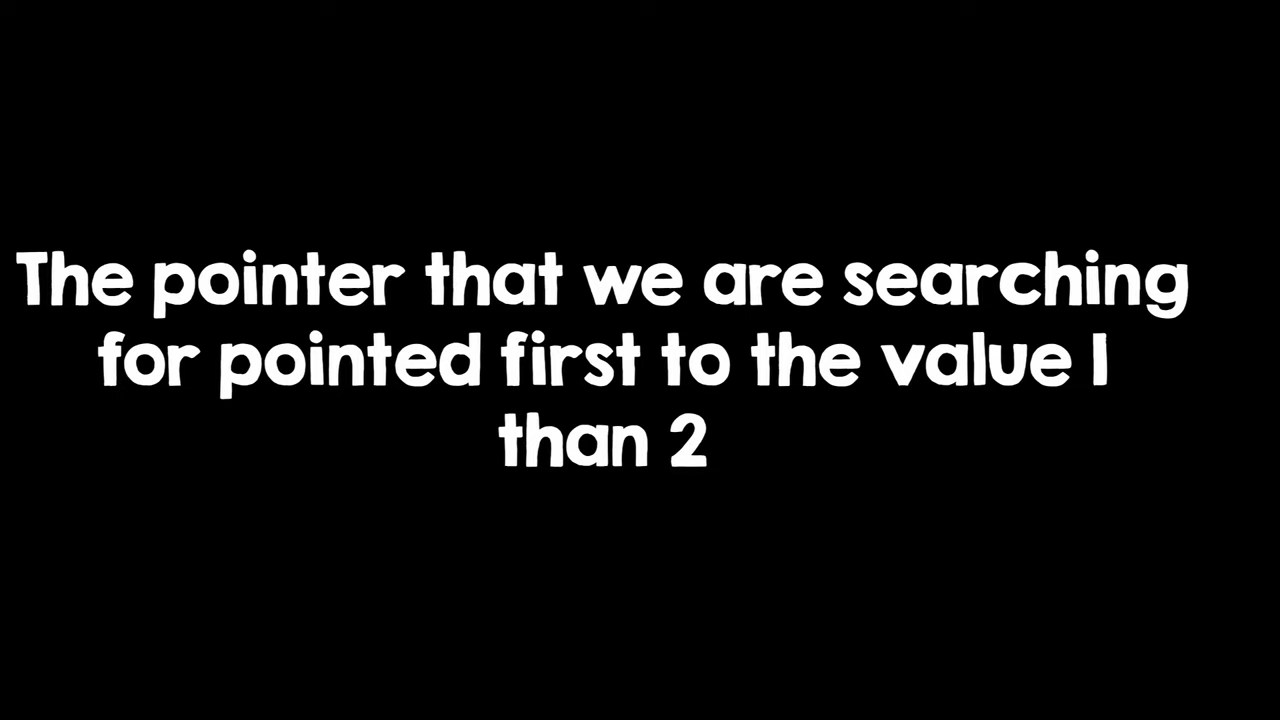 The pointer that we are searching
for pointed first to the value 1
than 2